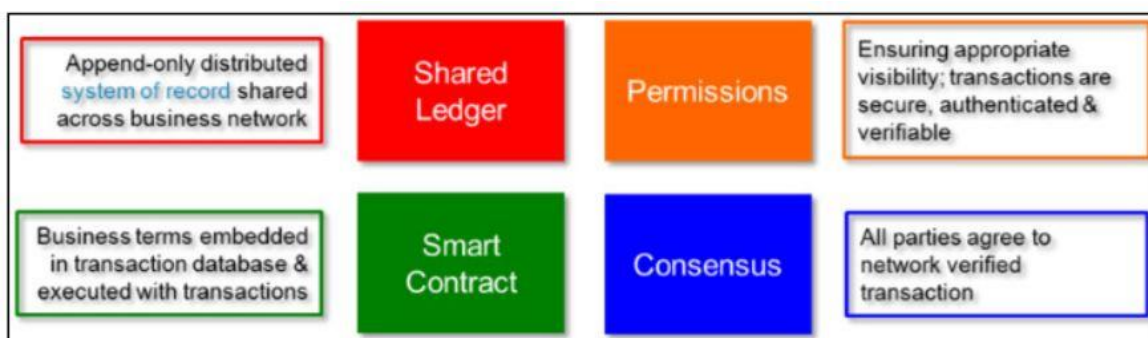 Append-only distributed
system of record shared
across business network
Shared
Ledger
Permissions
Ensuring appropriate
visibility; transactions are
secure, authenticated &
verifiable
Business terms embedded
in transaction database &
executed with transactions
Smart
Contract
Consensus
All parties agree to
network verified
transaction